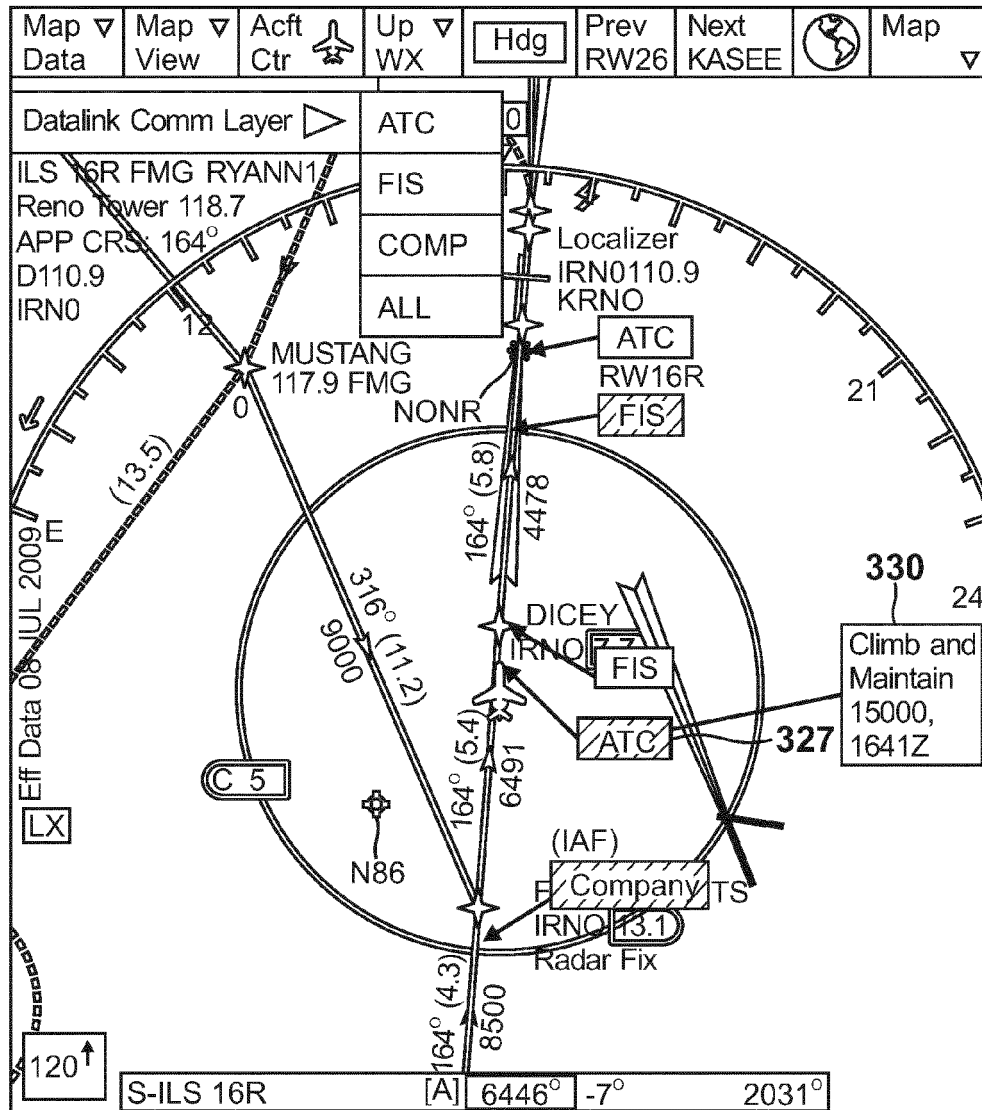 Map ▽ Data
Map ▽ View
Acft Ctr
Up ▽ WX
Hdg
Prev RW26
Next KASEE
Map ▽
Datalink Comm Layer ▷
ATC
FIS
COMP
ALL
0
ILS 16R FMG RYANN1
Reno Tower 118.7
APP CRS: 164°
D110.9
IRN0
12
Localizer
IRN0110.9
KRNO
MUSTANG
117.9 FMG
0
NONR
ATC
RW16R
FIS
21
(13.5)
E
164° (5.8)
4478
Eff Data 08 JUL 2009
316° (11.2)
9000
330
24
DICEY
IRNO 7.7
FIS
Climb and
Maintain
15000,
1641Z
ATC
327
164° (5.4)
6491
C 5
LX
N86
(IAF)
Company
TS
IRNO 13.1
Radar Fix
164° (4.3)
8500
120↑
S-ILS 16R
[A]
6446°
-7°
2031°